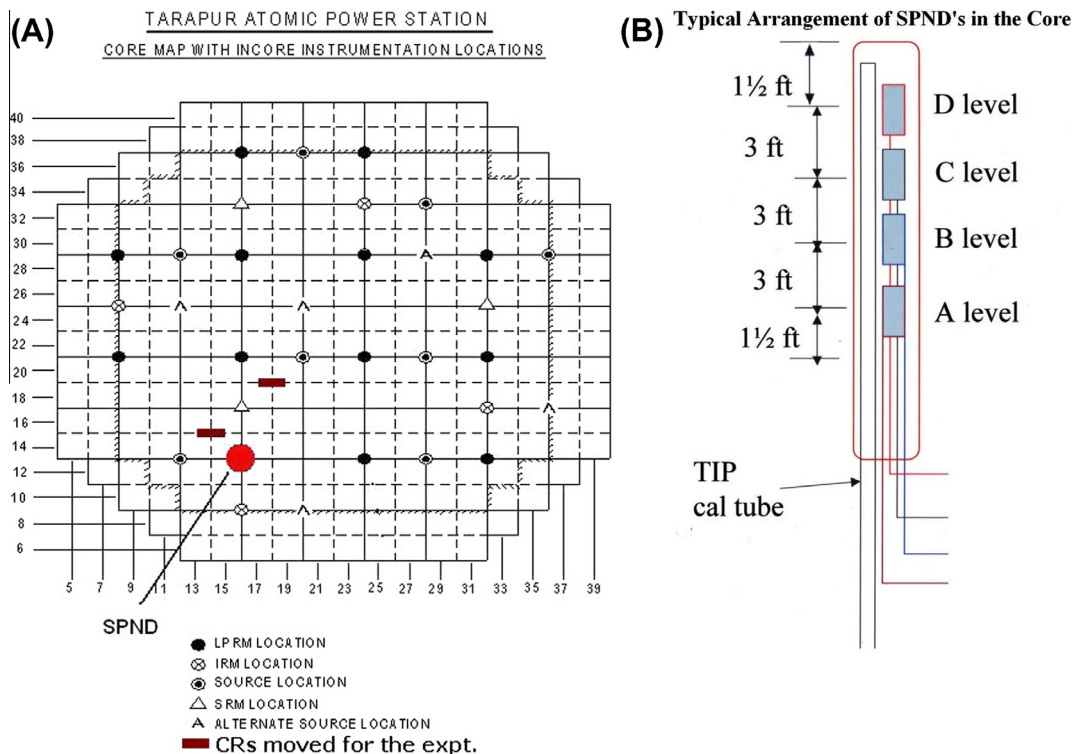 (A)
TARAPUR ATOMIC POWER STATION
CORE MAP WITH INCORE INSTRUMENTATION LOCATIONS
40
38
36
34
32
30
28
26
24
22
20
18
16
14
12
10
8
6
5
7
9
11
13
15
17
19
21
23
25
27
29
31
33
35
37
39
SPND
LPRM LOCATION
IRM LOCATION
SOURCE LOCATION
SRM LOCATION
A ALTERNATE SOURCE LOCATION
CRs moved for the expt.
(B)
Typical Arrangement of SPND's in the Core
1½ ft
3 ft
3 ft
3 ft
1½ ft
D level
C level
B level
A level
TIP
cal tube